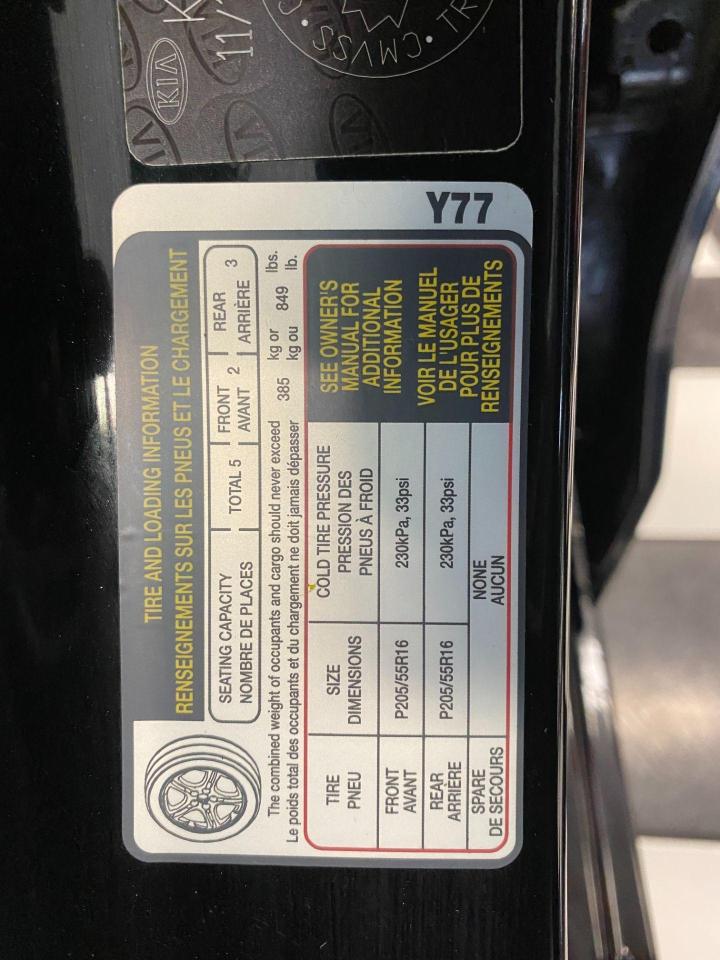 KIA
K
11/
CMVSS
TR
TIRE AND LOADING INFORMATION
RENSEIGNEMENTS SUR LES PNEUS ET LE CHARGEMENT
SEATING CAPACITY
NOMBRE DE PLACES
TOTAL 5
FRONT
AVANT 2
REAR
ARRIÈRE 3
The combined weight of occupants and cargo should never exceed 385 kg or 849 lbs.
Le poids total des occupants et du chargement ne doit jamais dépasser kg ou lb.
TIRE
PNEU
SIZE
DIMENSIONS
COLD TIRE PRESSURE
PRESSION DES
PNEUS À FROID
FRONT
AVANT
P205/55R16
230kPa, 33psi
REAR
ARRIÈRE
P205/55R16
230kPa, 33psi
SPARE
DE SECOURS
NONE
AUCUN
SEE OWNER'S
MANUAL FOR
ADDITIONAL
INFORMATION
VOIR LE MANUEL
DE L'USAGER
POUR PLUS DE
RENSEIGNEMENTS
Y77